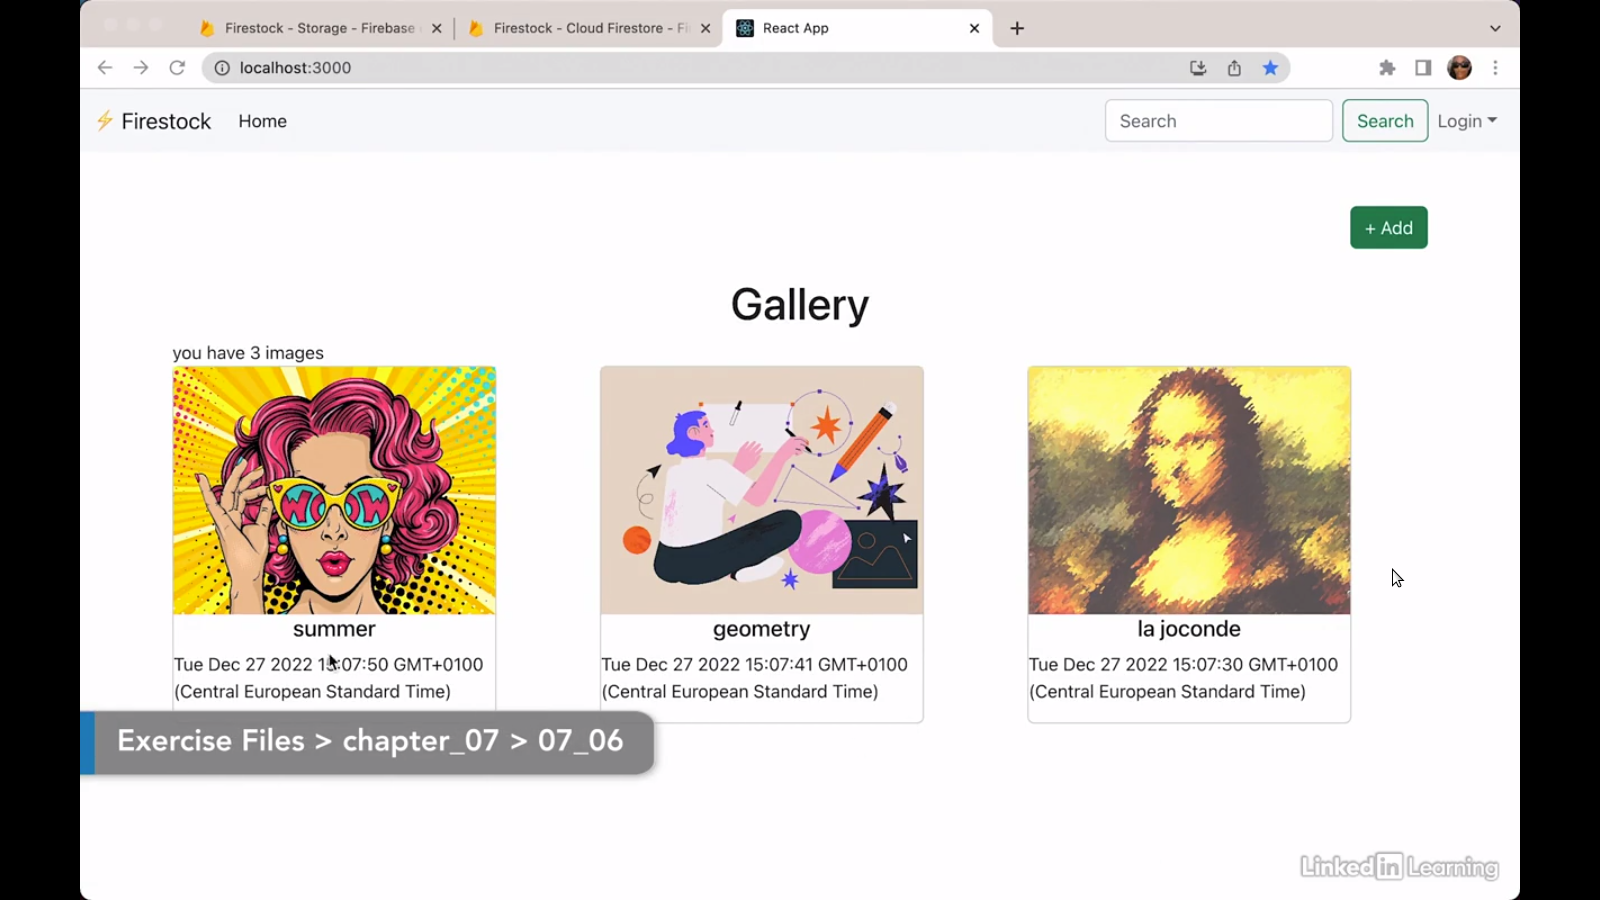 Firestock - Storage - Firebase
Firestock - Cloud Firestore - Fi
React App
localhost:3000
Firestock
Home
Search
Search
Login
+ Add
Gallery
you have 3 images
WOW
summer
Tue Dec 27 2022 15:07:50 GMT+0100
(Central European Standard Time)
geometry
Tue Dec 27 2022 15:07:41 GMT+0100
(Central European Standard Time)
la joconde
Tue Dec 27 2022 15:07:30 GMT+0100
(Central European Standard Time)
Exercise Files > chapter_07 > 07_06
LinkedIn Learning